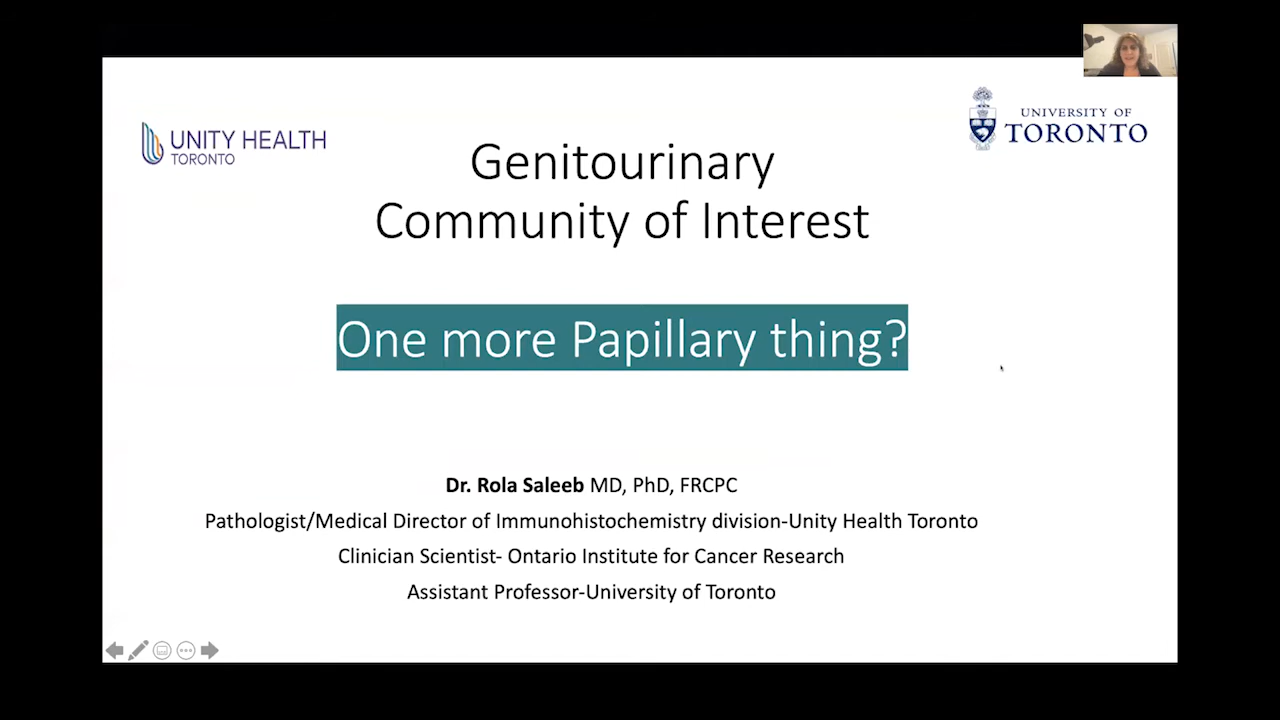 UNITY HEALTH
TORONTO
UNIVERSITY OF
TORONTO
Genitourinary
Community of Interest
One more Papillary thing?
Dr. Rola Saleeb MD, PhD, FRCPC
Pathologist/Medical Director of Immunohistochemistry division-Unity Health Toronto
Clinician Scientist- Ontario Institute for Cancer Research
Assistant Professor-University of Toronto